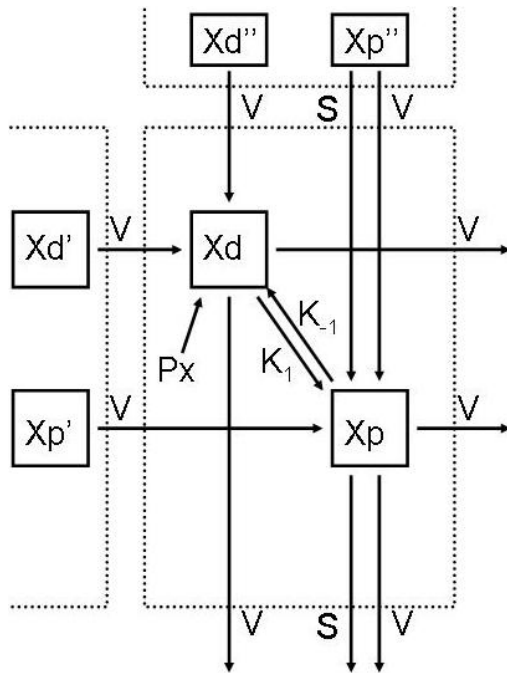 Xd’’ Xp’’
V S V
Xd’ V Xd V
Px K₁ K₋₁
Xp’ V Xp V
V S V